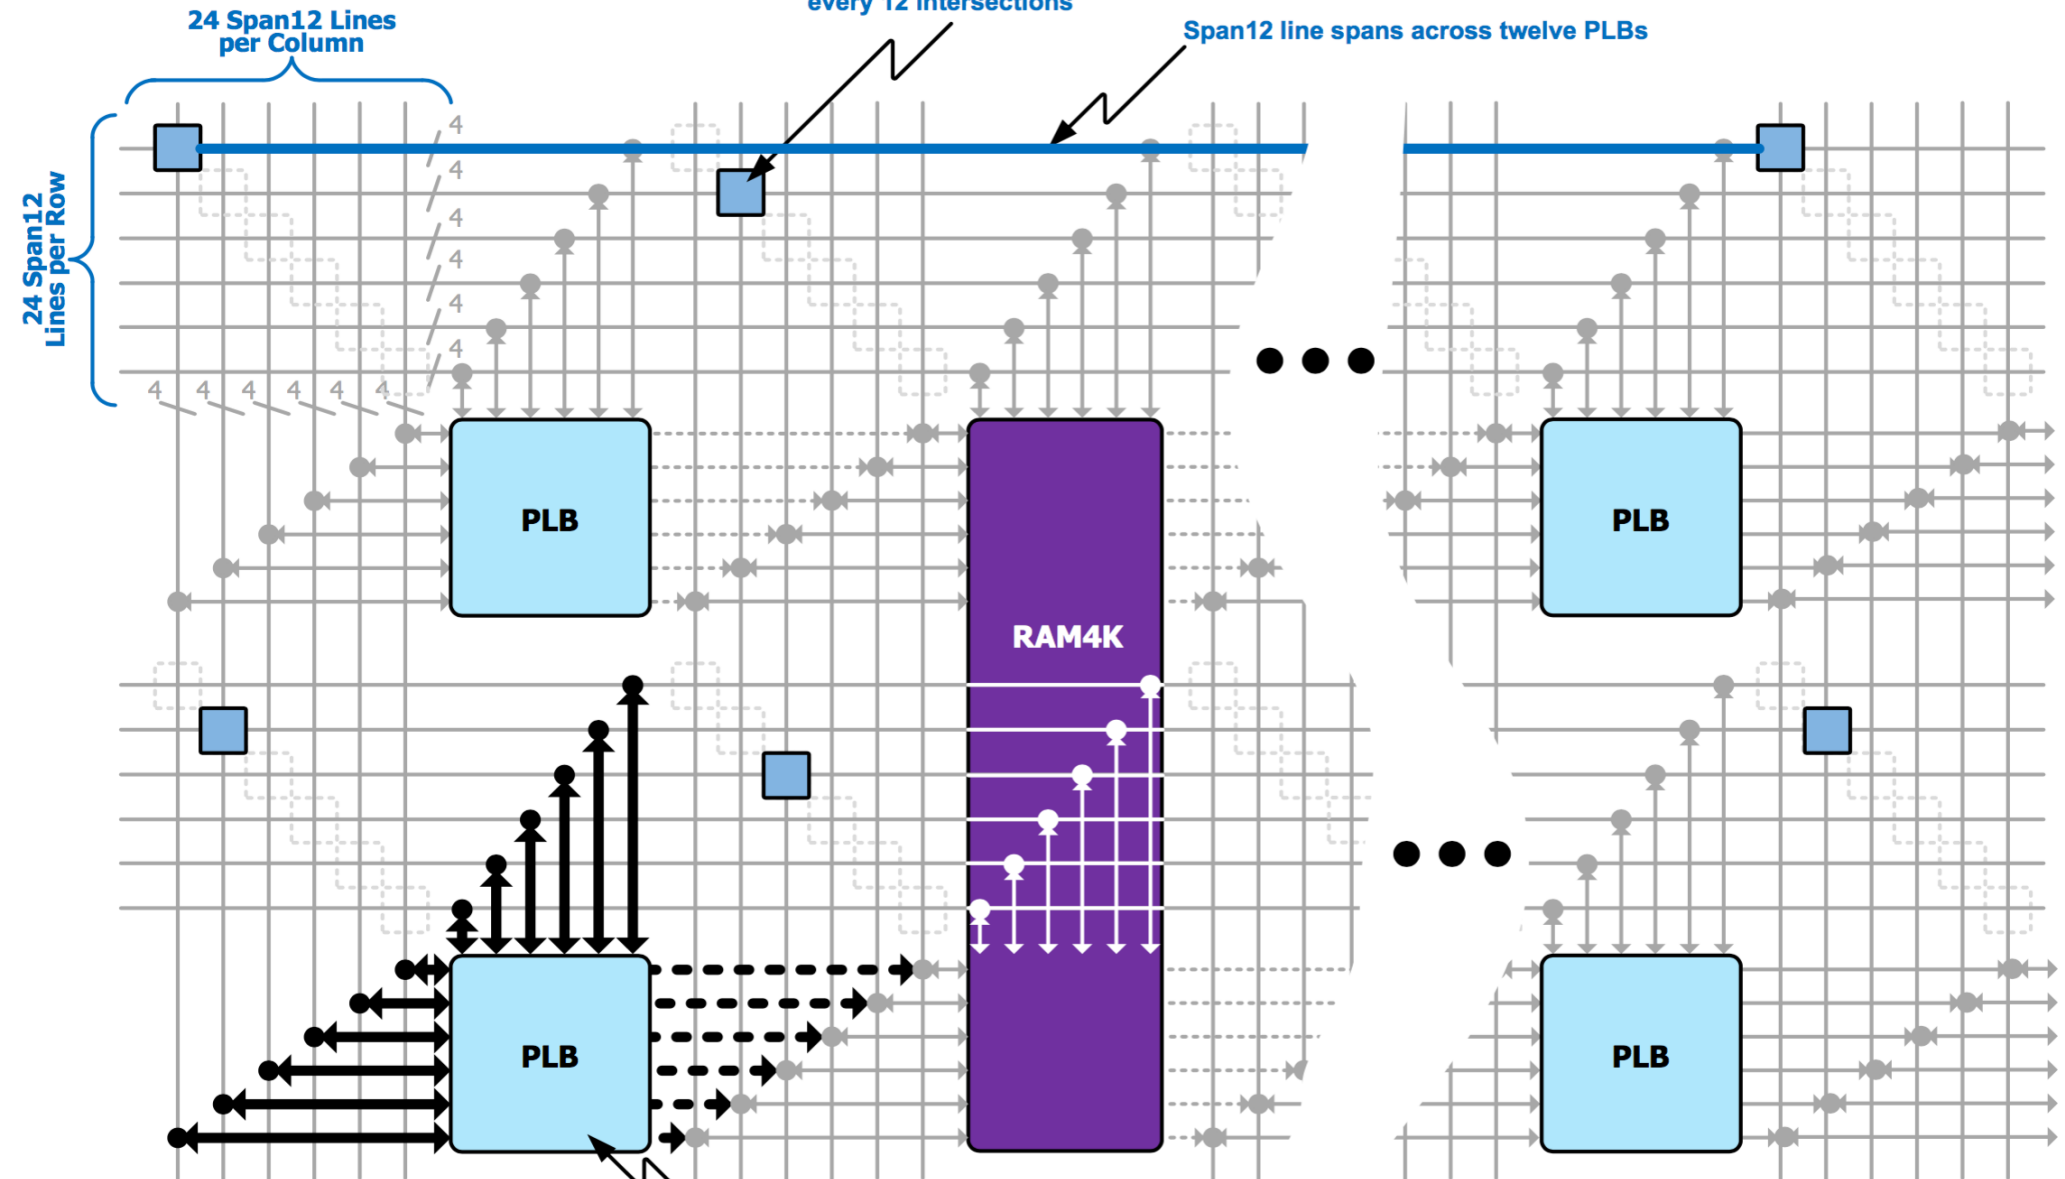 every 12 intersections
24 Span12 Lines
per Column
Span12 line spans across twelve PLBs
24 Span12
Lines per Row
4
4
4
4
4
4
4 4 4 4 4 4
PLB
PLB
RAM4K
PLB
PLB